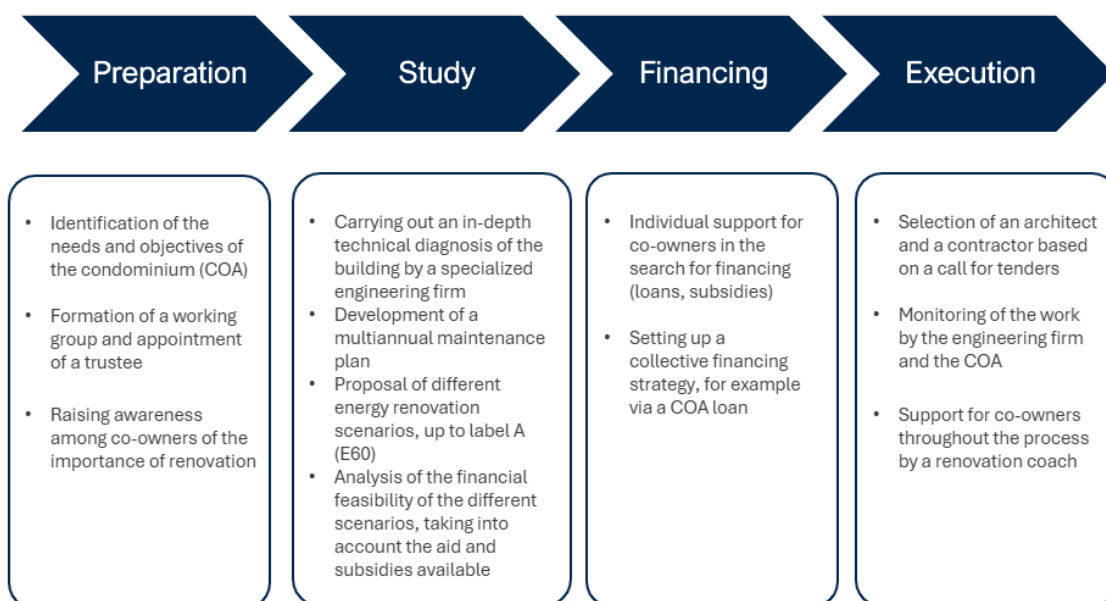 Preparation
Study
Financing
Execution
• Identification of the
needs and objectives of
the condominium (COA)
• Formation of a working
group and appointment
of a trustee
• Raising awareness
among co-owners of the
importance of renovation
• Carrying out an in-depth
technical diagnosis of the
building by a specialized
engineering firm
• Development of a
multiannual maintenance
plan
• Proposal of different
energy renovation
scenarios, up to label A
(E60)
• Analysis of the financial
feasibility of the different
scenarios, taking into
account the aid and
subsidies available
• Individual support for
co-owners in the
search for financing
(loans, subsidies)
• Setting up a
collective financing
strategy, for example
via a COA loan
• Selection of an architect
and a contractor based
on a call for tenders
• Monitoring of the work
by the engineering firm
and the COA
• Support for co-owners
throughout the process
by a renovation coach